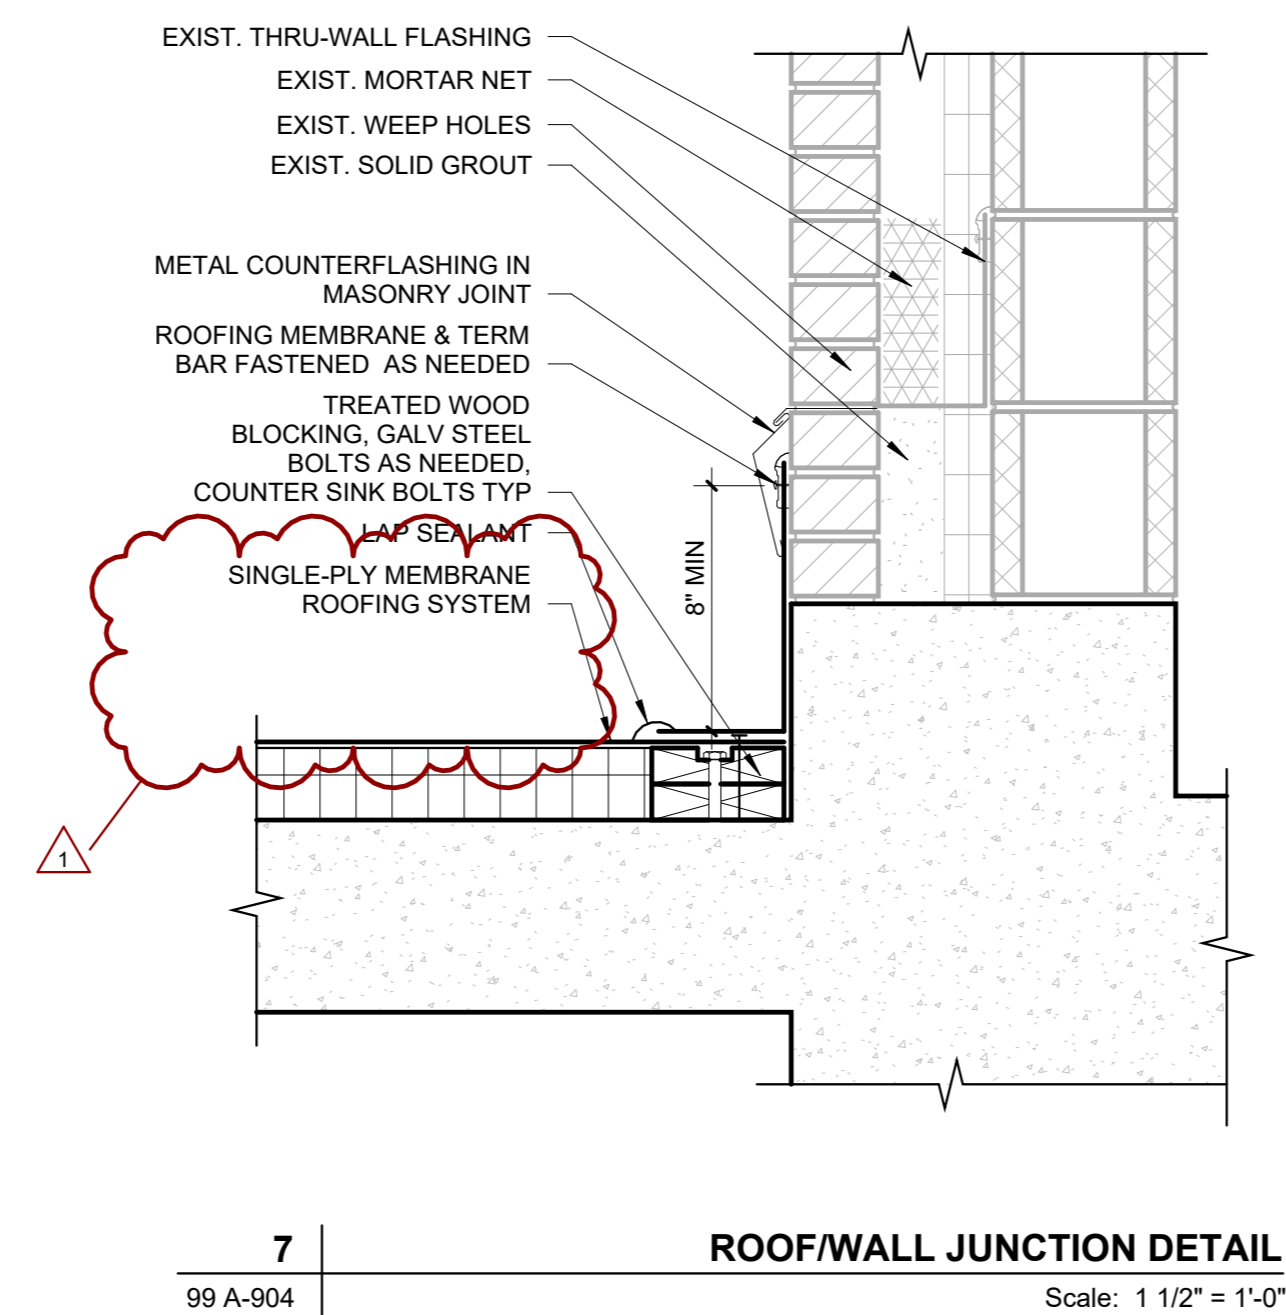 EXIST. THRU-WALL FLASHING
EXIST. MORTAR NET
EXIST. WEEP HOLES
EXIST. SOLID GROUT
METAL COUNTERFLASHING IN
MASONRY JOINT
ROOFING MEMBRANE & TERM
BAR FASTENED AS NEEDED
TREATED WOOD
BLOCKING, GALV STEEL
BOLTS AS NEEDED,
COUNTER SINK BOLTS TYP
LAP SEALANT
SINGLE-PLY MEMBRANE
ROOFING SYSTEM
8" MIN
1
7
ROOF/WALL JUNCTION DETAIL
99 A-904
Scale: 1 1/2" = 1'-0"